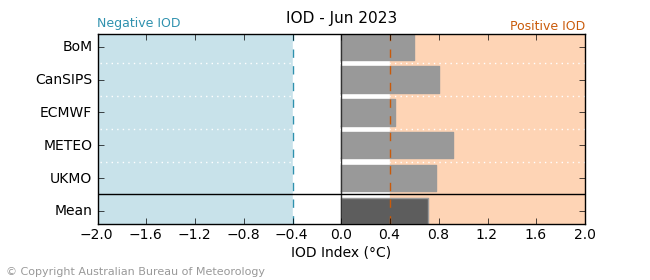 IOD - Jun 2023
Negative IOD
Positive IOD
BoM
CanSIPS
ECMWF
METEO
UKMO
Mean
−2.0 −1.6 −1.2 −0.8 −0.4 0.0 0.4 0.8 1.2 1.6 2.0
IOD Index (°C)
© Copyright Australian Bureau of Meteorology